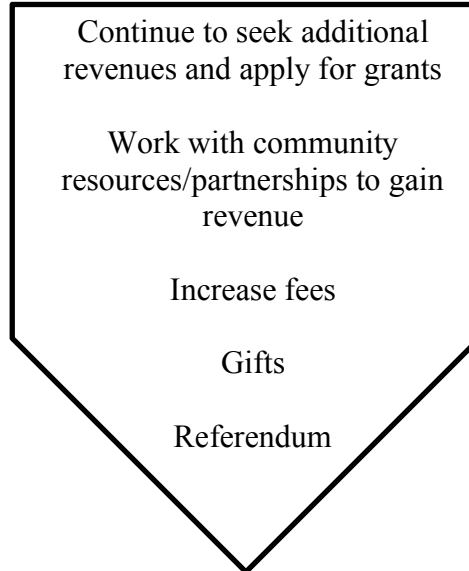 Continue to seek additional
revenues and apply for grants
Work with community
resources/partnerships to gain
revenue
Increase fees
Gifts
Referendum